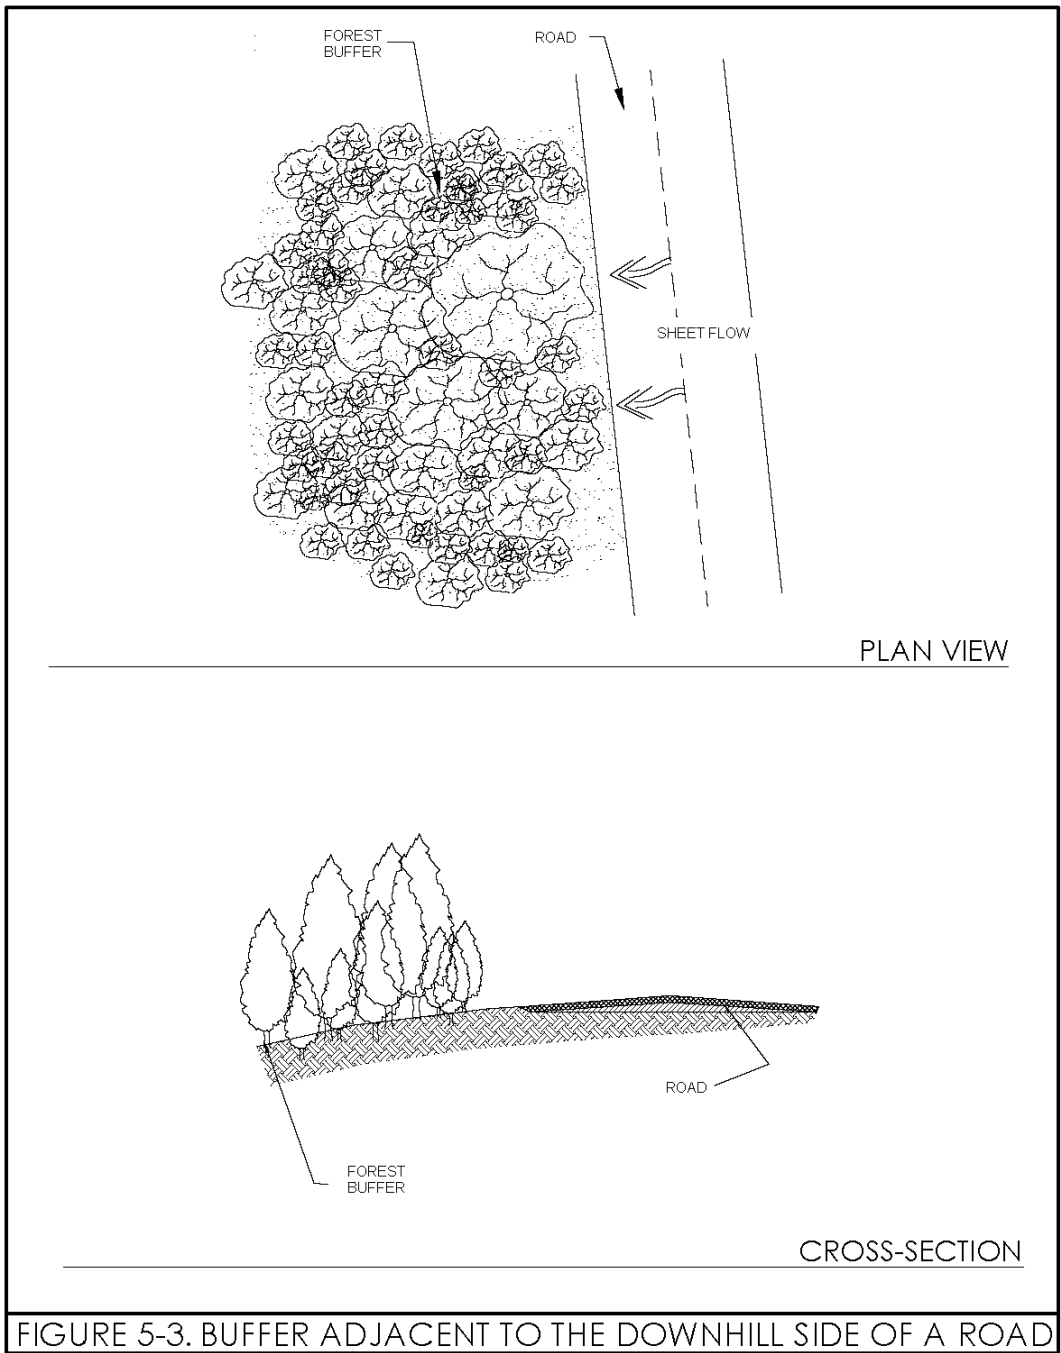 FOREST
BUFFER
ROAD
SHEET FLOW
PLAN VIEW
ROAD
FOREST
BUFFER
CROSS-SECTION
FIGURE 5-3. BUFFER ADJACENT TO THE DOWNHILL SIDE OF A ROAD